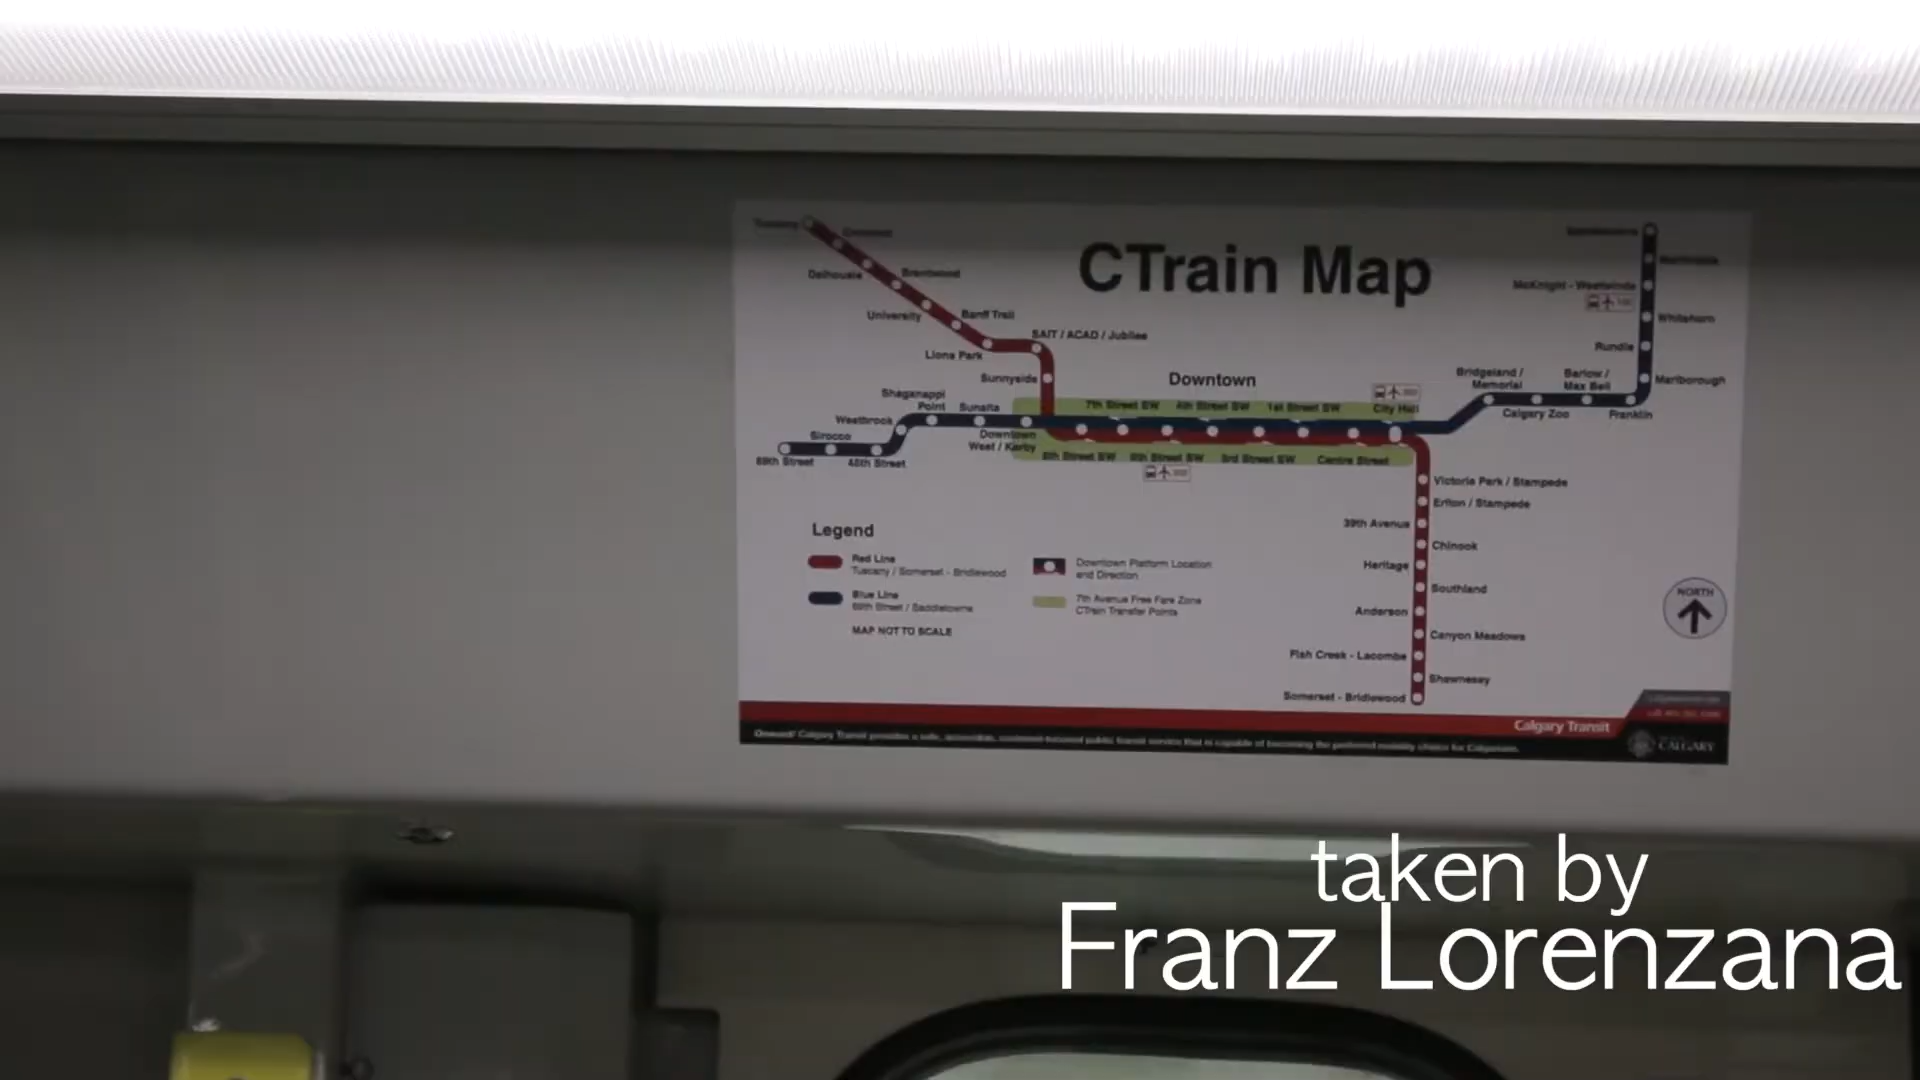 CTrain Map
Dalhousie
Brentwood
University
Banff Trail
Lions Park
SAIT / ACAD / Jubilee
Sunnyside
Shaganappi
Point
Sunalta
Westbrook
Sirocco
69th Street
45th Street
Downtown
West / Kerby
Downtown
7th Street SW
4th Street SW
1st Street SW
City Hall
8th Street SW
6th Street SW
3rd Street SW
Centre Street
Bridgeland /
Memorial
Calgary Zoo
Barlow /
Max Bell
Franklin
Marlborough
Rundle
Whitehorn
McKnight - Westwinds
Victoria Park / Stampede
Erlton / Stampede
39th Avenue
Chinook
Heritage
Southland
Anderson
Canyon Meadows
Fish Creek - Lacombe
Shawnessy
Somerset - Bridlewood
Legend
Red Line
Tuscany / Somerset - Bridlewood
Blue Line
69th Street / Saddletowne
MAP NOT TO SCALE
Downtown Platform Location
and Direction
7th Avenue Free Fare Zone
CTrain Transfer Points
NORTH
Calgary Transit
CALGARY
taken by
Franz Lorenzana